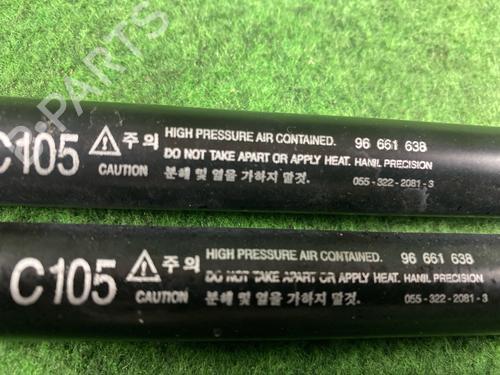 C105 주의 HIGH PRESSURE AIR CONTAINED. 96 661 638
CAUTION DO NOT TAKE APART OR APPLY HEAT. HANIL PRECISION
분해 및 열을 가하지 말것. 055-322-2081-3
C105 주의 HIGH PRESSURE AIR CONTAINED. 96 661 638
CAUTION DO NOT TAKE APART OR APPLY HEAT. HANIL PRECISION
분해 및 열을 가하지 말것. 055-322-2081-3